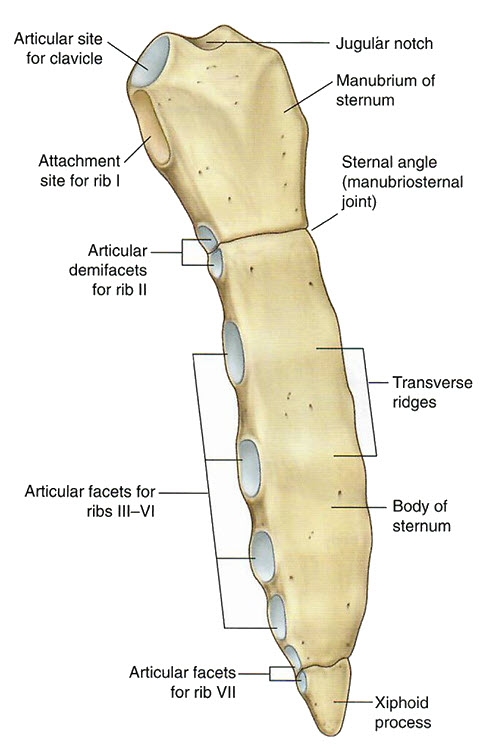 Articular site
for clavicle
Jugular notch
Manubrium of
sternum
Attachment
site for rib I
Sternal angle
(manubriosternal
joint)
Articular
demifacets
for rib II
Transverse
ridges
Articular facets for
ribs III–VI
Body of
sternum
Articular facets
for rib VII
Xiphoid
process